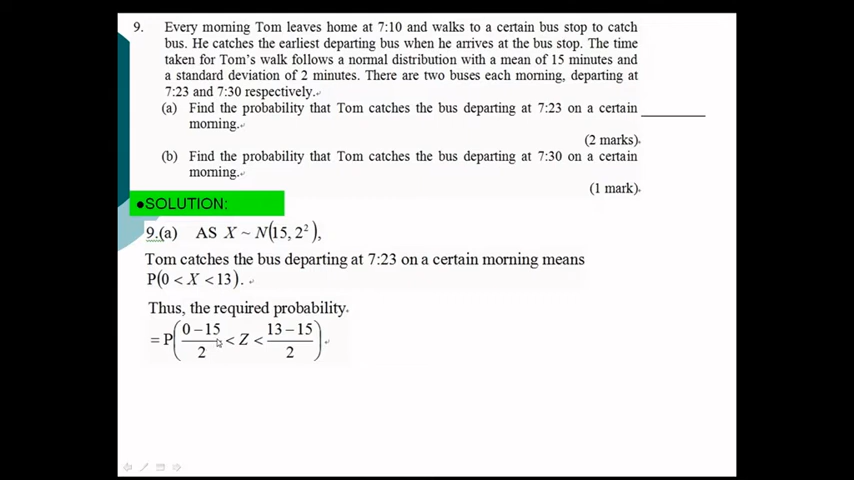 9. Every morning Tom leaves home at 7:10 and walks to a certain bus stop to catch
bus. He catches the earliest departing bus when he arrives at the bus stop. The time
taken for Tom's walk follows a normal distribution with a mean of 15 minutes and
a standard deviation of 2 minutes. There are two buses each morning, departing at
7:23 and 7:30 respectively.
(a) Find the probability that Tom catches the bus departing at 7:23 on a certain
morning.
(2 marks)
(b) Find the probability that Tom catches the bus departing at 7:30 on a certain
morning.
(1 mark)
•SOLUTION:
9.(a) AS X ~ N(15, 2²),
Tom catches the bus departing at 7:23 on a certain morning means
P(0 < X < 13).
Thus, the required probability
= P((0 − 15)/2 < Z < (13 − 15)/2)